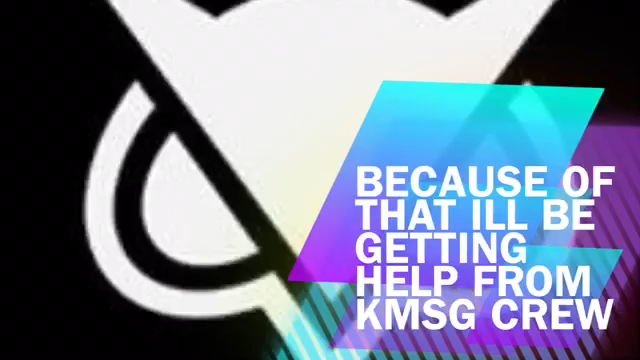 BECAUSE OF
THAT ILL BE
GETTING
HELP FROM
KMSG CREW